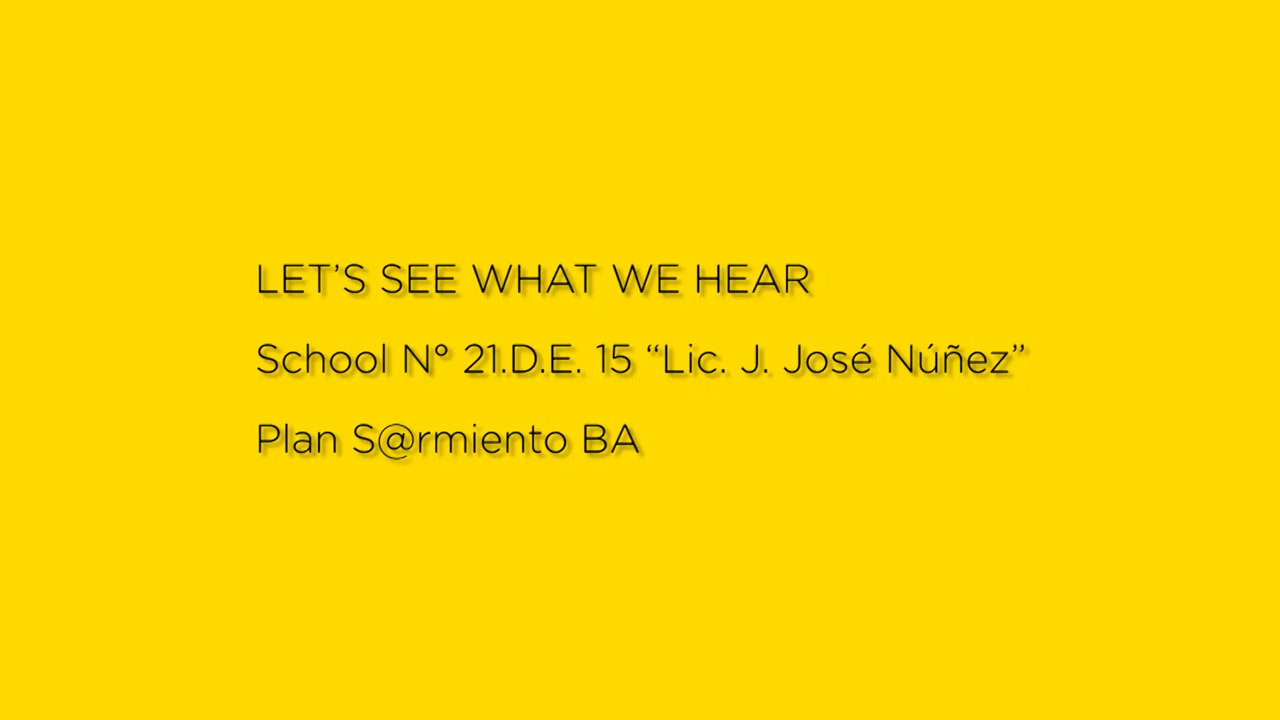 LET’S SEE WHAT WE HEAR
School N° 21.D.E. 15 “Lic. J. José Núñez”
Plan S@rmiento BA